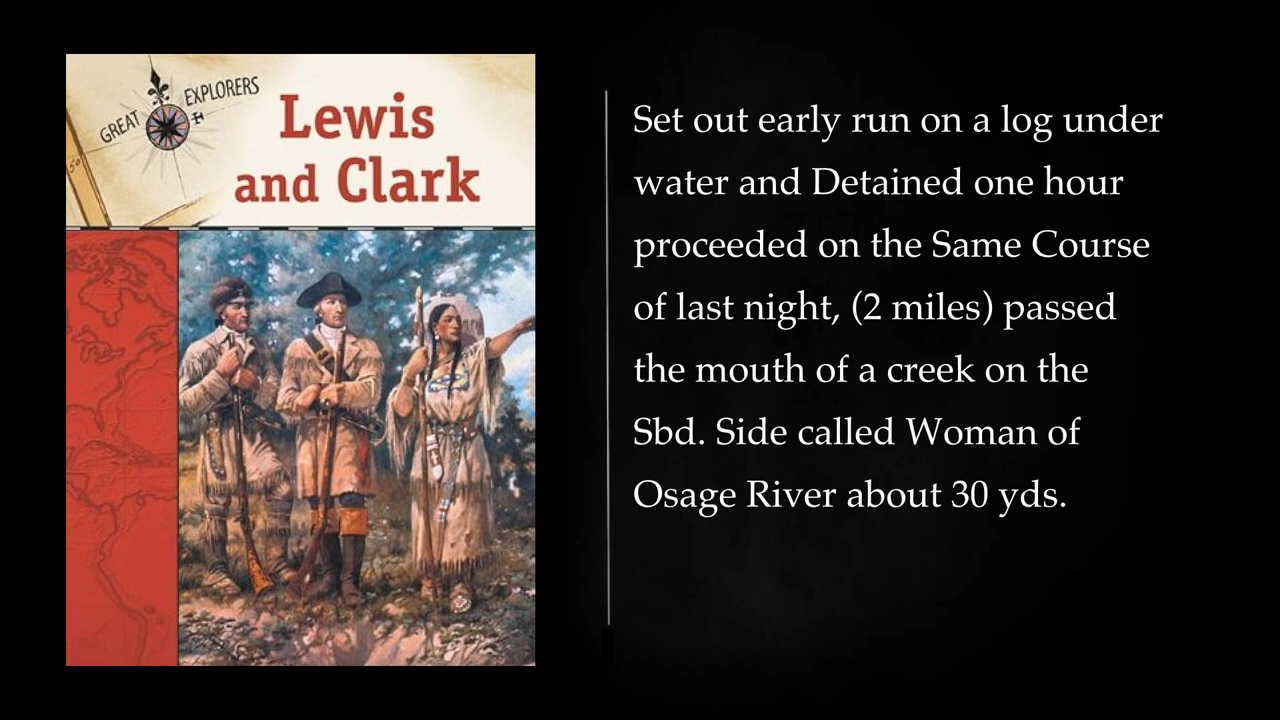 GREAT EXPLORERS
Lewis
and Clark
Set out early run on a log under
water and Detained one hour
proceeded on the Same Course
of last night, (2 miles) passed
the mouth of a creek on the
Sbd. Side called Woman of
Osage River about 30 yds.
50